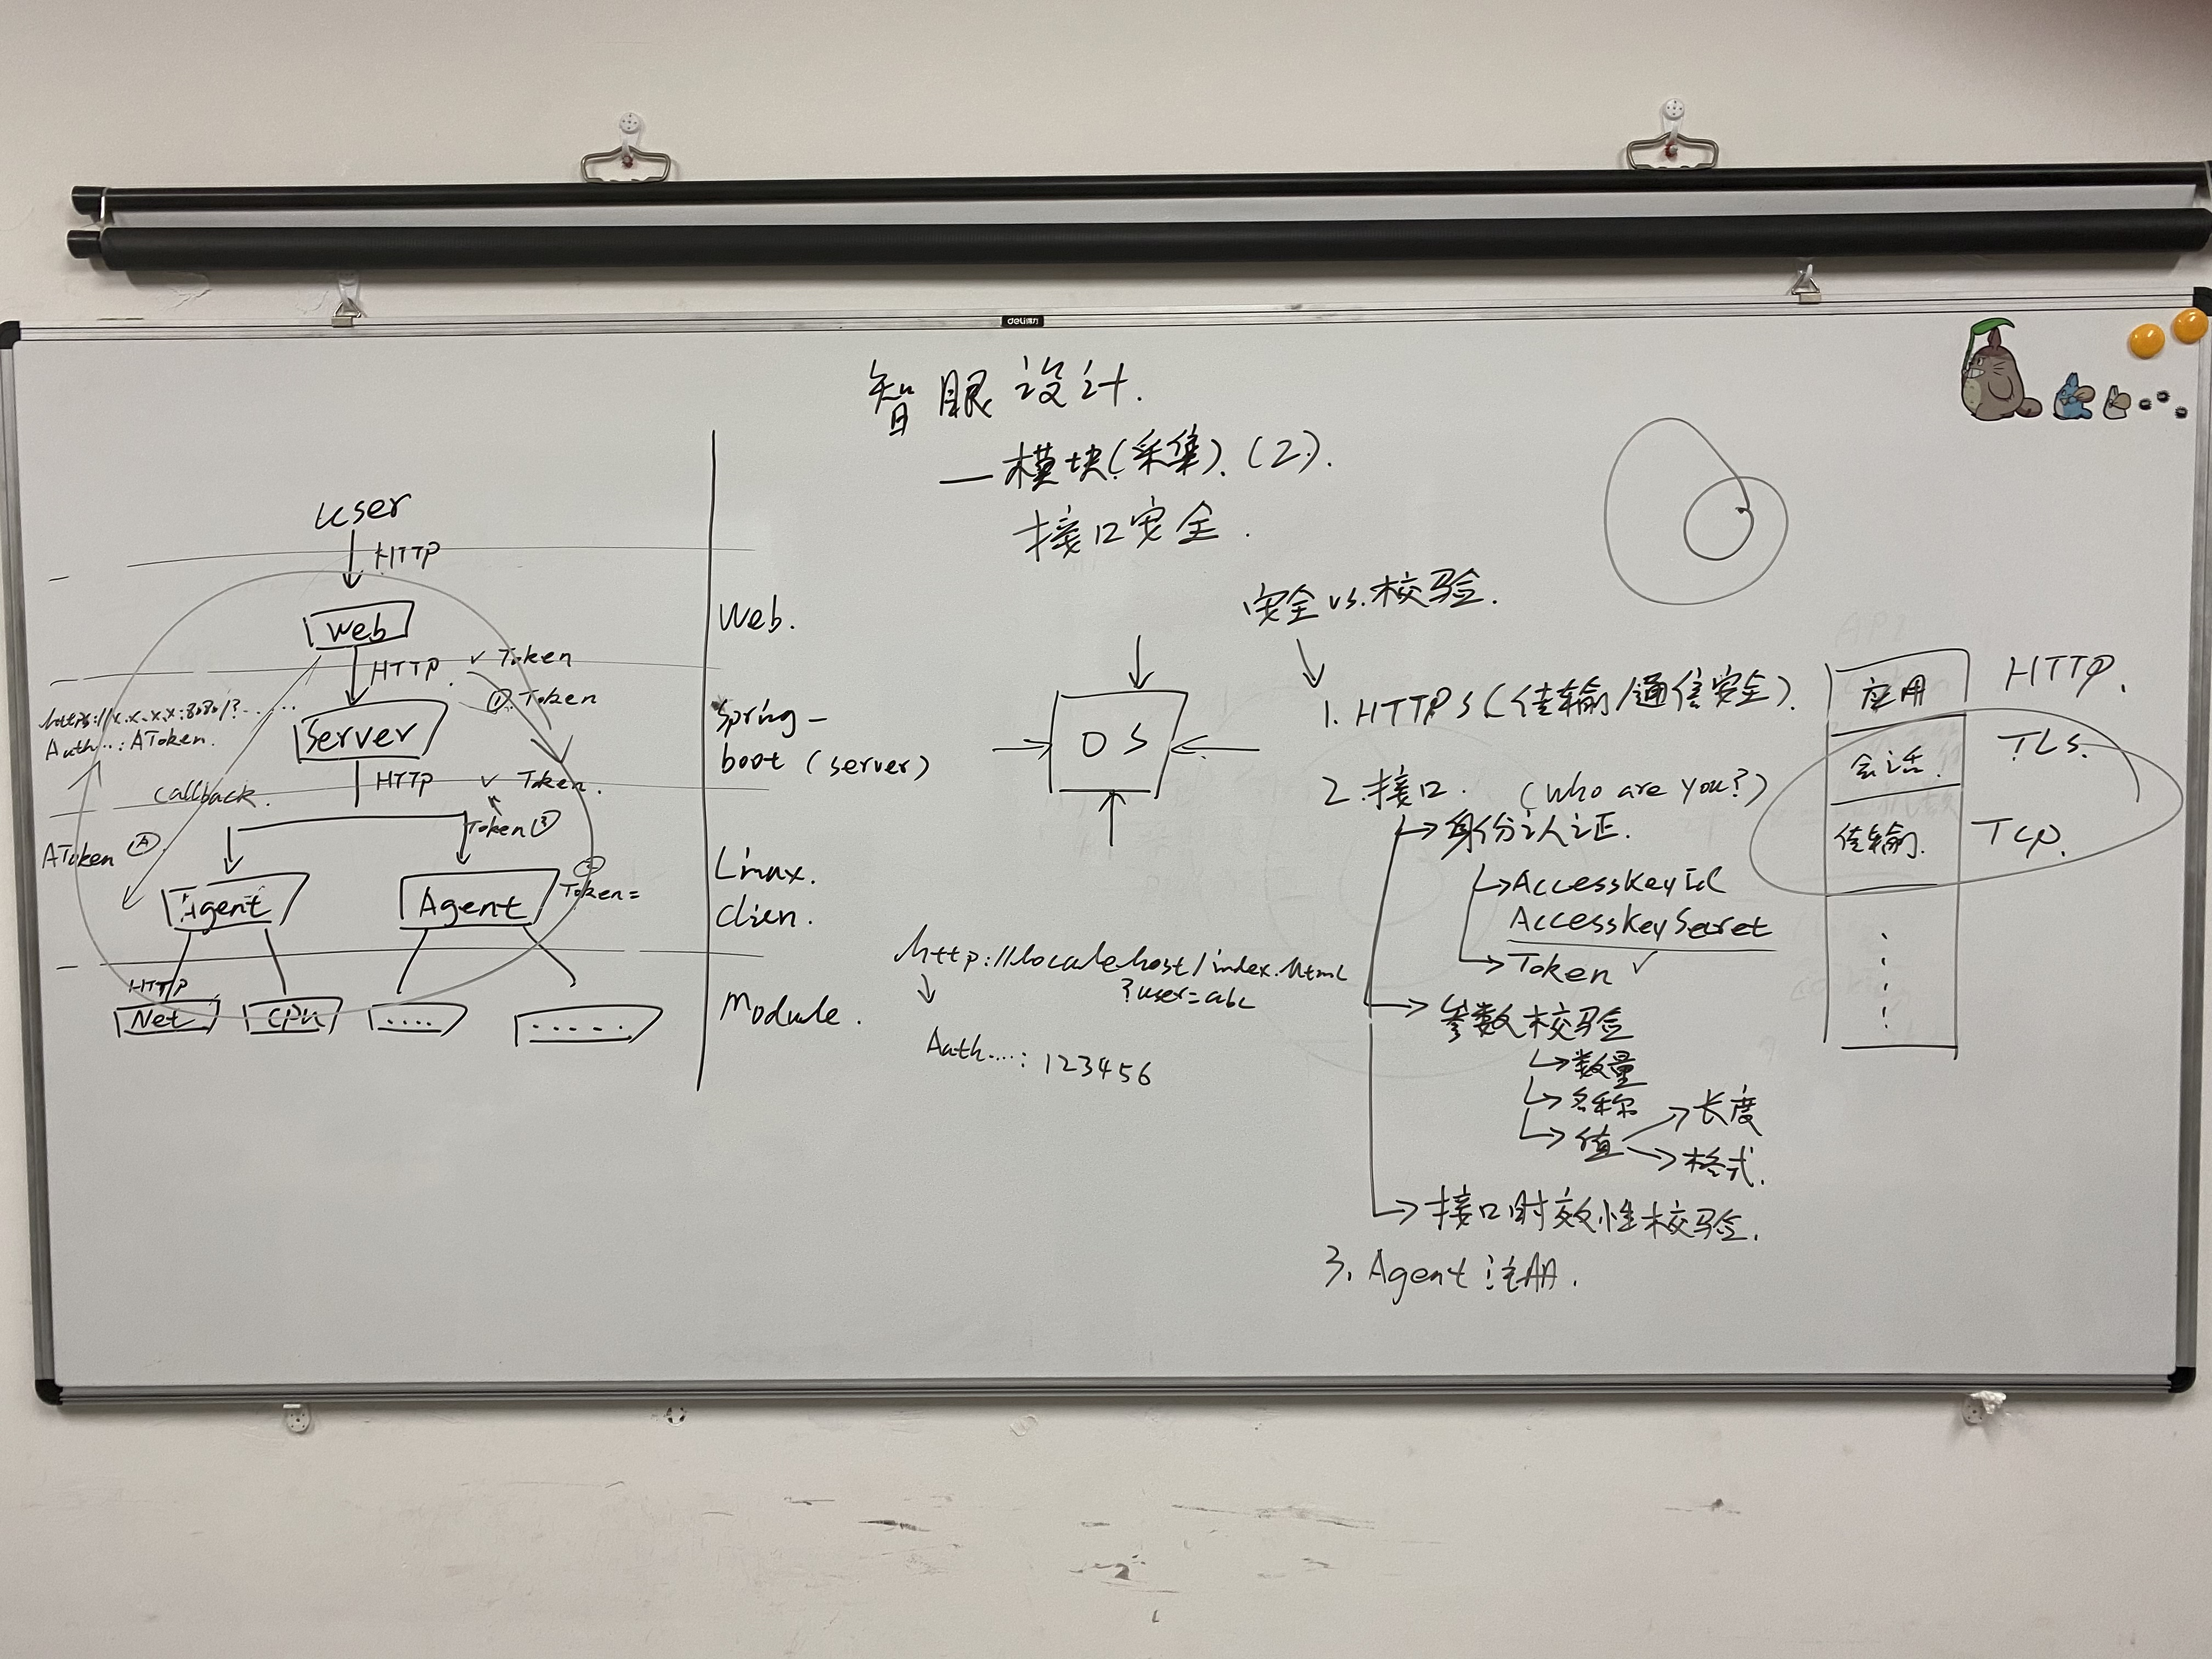 deli得力
智眼设计.
—模块(采集).(2).
接口安全.
user
HTTP
Web
HTTP.
✓ Token
① Token
https://x.x.x.x:8080/?......
Auth...: AToken.
Server
HTTP
✓ Token.
callback.
Token③
AToken Ⓐ
Agent
Agent
②
Token=
HTTP
Net
CPU
....
.....
Web.
Spring-
boot (server)
Linux.
Clien.
Module.
OS
http://localehost/index.html
?user=abc
Auth....: 123456
安全 vs.校验.
1. HTTPS(传输/通信安全).
2.接口. (Who are you?)
身份认证.
AccessKeyId
AccessKeySecret
Token ✓
参数校验
数量
名称
值
长度
格式.
接口时效性校验.
3. Agent 注册.
应用
HTTP.
会话.
TLS.
传输.
TCP.